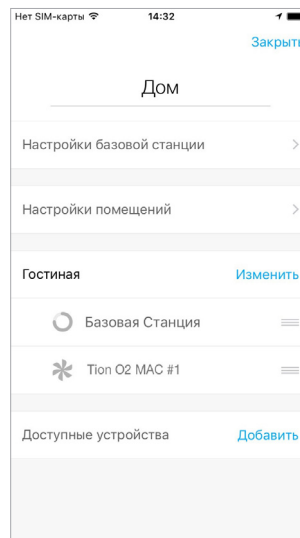 Нет SIM-карты 14:32
Закрыть
Дом
Настройки базовой станции
Настройки помещений
Гостиная Изменить
Базовая Станция
Tion O2 MAC #1
Доступные устройства Добавить